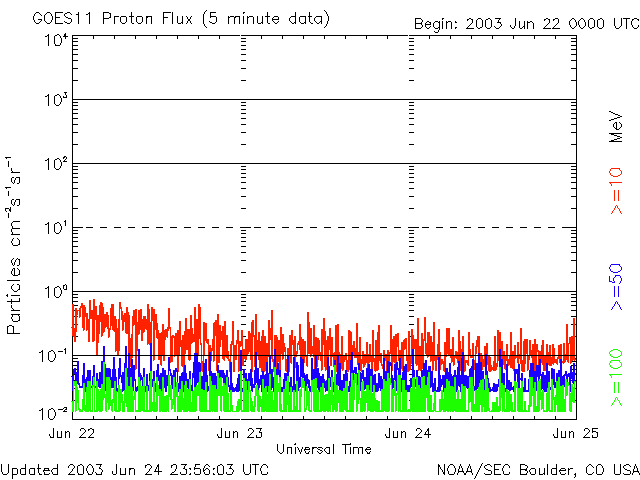 GOES11 Proton Flux (5 minute data)
Begin: 2003 Jun 22 0000 UTC
10⁴
10³
10²
10¹
10⁰
10⁻¹
10⁻²
Particles cm⁻²s⁻¹sr⁻¹
MeV
>=10
>=50
>=100
Jun 22
Jun 23
Jun 24
Jun 25
Universal Time
Updated 2003 Jun 24 23:56:03 UTC
NOAA/SEC Boulder, CO USA